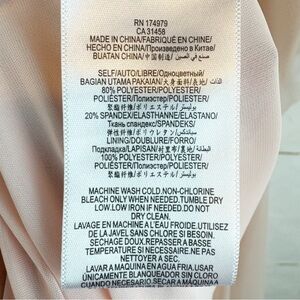 RN 174979
CA 31458
MADE IN CHINA/FABRIQUÉ EN CHINE/
HECHO EN CHINA/Произведено в Китае/
BUATAN CHINA/中国制造/ صنع في الصين
SELF/AUTO/LIBRE/Одноцветный/
BAGIAN UTAMA PAKAIAN/大身/表地/ الذات
80% POLYESTER/POLYESTER/
POLIÉSTER/Полиэстер/POLIESTER/
聚酯纤维/ポリエステル/ بوليستر
20% SPANDEX/ELASTHANNE/ELASTANO/
Ткань спандекс/SPANDEKS/
弹性纤维/ポリウレタン/ سباندكس
LINING/DOUBLURE/FORRO/
Подкладка/LAPISAN/衬里布/裏地/ البطانة
100% POLYESTER/POLYESTER/
POLIÉSTER/Полиэстер/POLIESTER/
聚酯纤维/ポリエステル/ بوليستر
MACHINE WASH COLD.NON-CHLORINE
BLEACH ONLY WHEN NEEDED.TUMBLE DRY
LOW.LOW IRON IF NEEDED.DO NOT
DRY CLEAN.
LAVAGE EN MACHINE A L'EAU FROIDE.UTILISEZ
DE LA JAVEL SANS CHLORE SI BESOIN.
SECHAGE DOUX.REPASSER A BASSE
TEMPERATURE SI NECESSAIRE.NE PAS
NETTOYER A SEC.
LAVAR A MAQUINA EN AGUA FRIA.USAR
UNICAMENTE BLANQUEADOR SIN CLORO
CUANDO NECESARIO.SECAR A MAQUINA